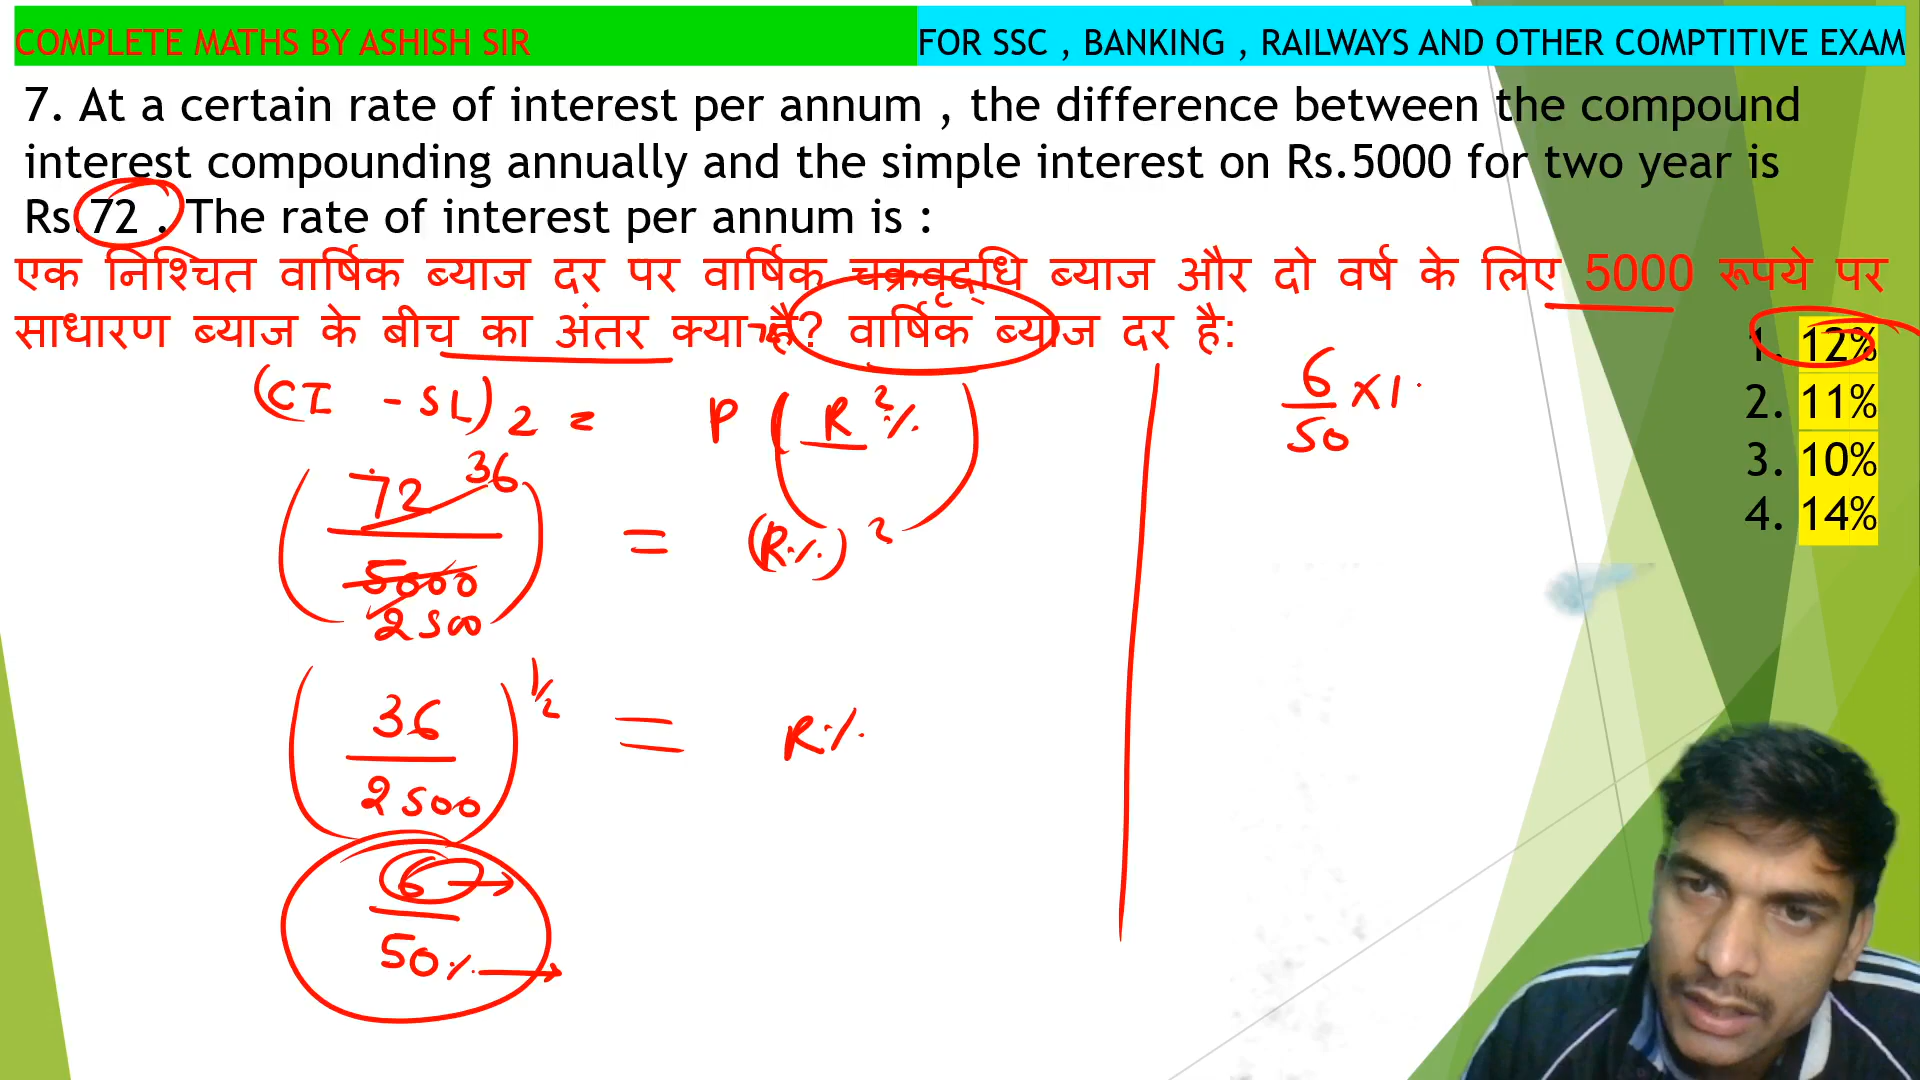 COMPLETE MATHS BY ASHISH SIR
FOR SSC , BANKING , RAILWAYS AND OTHER COMPTITIVE EXAM
7. At a certain rate of interest per annum , the difference between the compound
interest compounding annually and the simple interest on Rs.5000 for two year is
Rs.72 . The rate of interest per annum is :
एक निश्चित वार्षिक ब्याज दर पर वार्षिक चक्रवद्धि ब्याज और दो वर्ष के लिए 5000 रूपये पर
साधारण ब्याज के बीच का अंतर क्या है? वार्षिक ब्याज दर है:
1. 12%
2. 11%
3. 10%
4. 14%
(CI - SI)2 = P (R%)²
(72/5000) 36 2500 = (R%)²
(36/2500)^1/2 = R%
6/50%
6/50 × 1